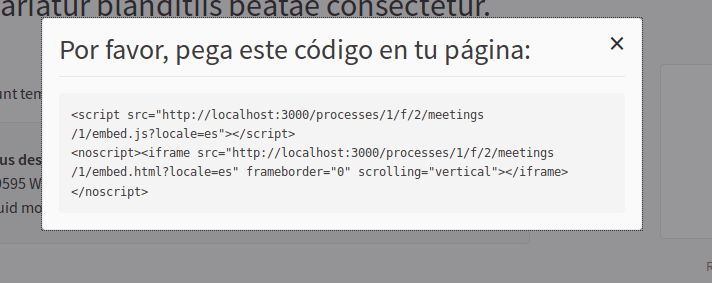 ariatur blanditiis beatae consectetur.
Por favor, pega este código en tu página:
<script src="http://localhost:3000/processes/1/f/2/meetings
/1/embed.js?locale=es"></script>
<noscript><iframe src="http://localhost:3000/processes/1/f/2/meetings
/1/embed.html?locale=es" frameborder="0" scrolling="vertical"></iframe>
</noscript>
unt tem
us des
9595 W
uid mo